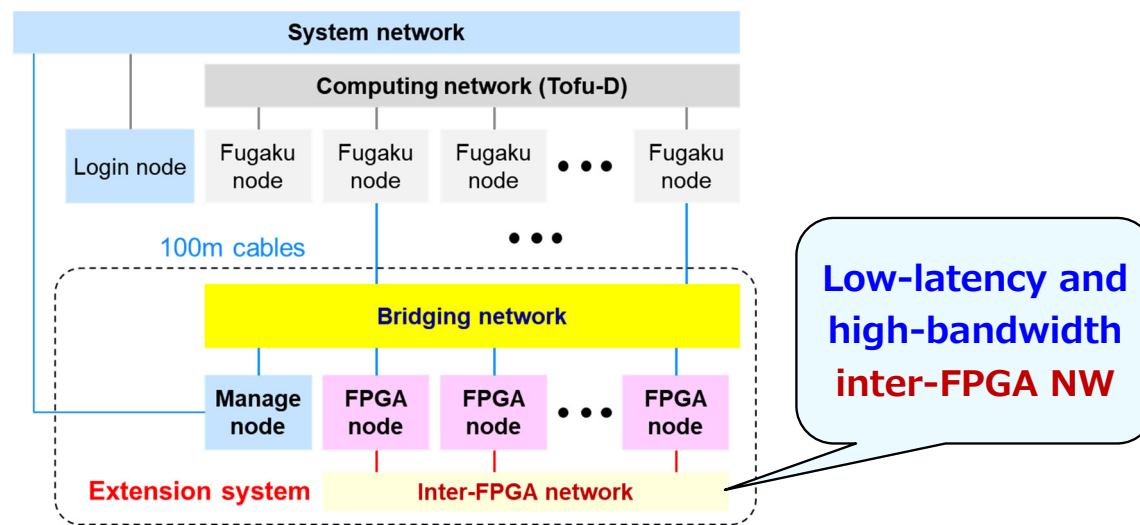 System network
Computing network (Tofu-D)
Login node
Fugaku
node
Fugaku
node
Fugaku
node
•••
Fugaku
node
•••
100m cables
Bridging network
Manage
node
FPGA
node
FPGA
node
•••
FPGA
node
Extension system
Inter-FPGA network
Low-latency and
high-bandwidth
inter-FPGA NW